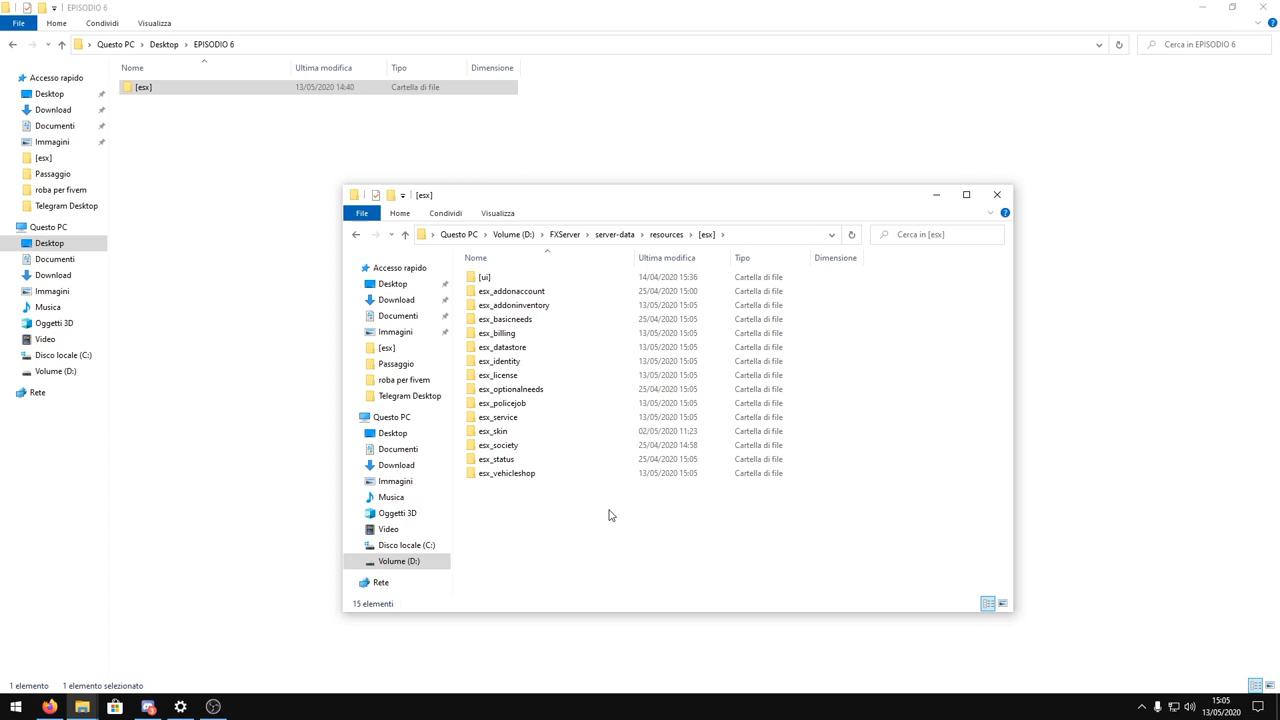 EPISODIO 6
File Home Condividi Visualizza
Questo PC Desktop EPISODIO 6 Cerca in EPISODIO 6
Nome Ultima modifica Tipo Dimensione
[esx] 13/05/2020 14:40 Cartella di file
Accesso rapido
Desktop
Download
Documenti
Immagini
[esx]
Passaggio
roba per fivem
Telegram Desktop
Questo PC
Desktop
Documenti
Download
Immagini
Musica
Oggetti 3D
Video
Disco locale (C:)
Volume (D:)
Rete
[esx]
File Home Condividi Visualizza
Questo PC Volume (D:) FXServer server-data resources [esx] Cerca in [esx]
Nome Ultima modifica Tipo Dimensione
Accesso rapido
Desktop
Download
Documenti
Immagini
[esx]
Passaggio
roba per fivem
Telegram Desktop
Questo PC
Desktop
Documenti
Download
Immagini
Musica
Oggetti 3D
Video
Disco locale (C:)
Volume (D:)
Rete
[ui] 14/04/2020 15:36 Cartella di file
esx_addonaccount 25/04/2020 15:00 Cartella di file
esx_addoninventory 13/05/2020 15:05 Cartella di file
esx_basicneeds 25/04/2020 15:05 Cartella di file
esx_billing 13/05/2020 15:05 Cartella di file
esx_datastore 13/05/2020 15:05 Cartella di file
esx_identity 13/05/2020 15:05 Cartella di file
esx_license 13/05/2020 15:05 Cartella di file
esx_optionalneeds 25/04/2020 15:05 Cartella di file
esx_policejob 13/05/2020 15:05 Cartella di file
esx_service 13/05/2020 15:05 Cartella di file
esx_skin 02/05/2020 11:23 Cartella di file
esx_society 25/04/2020 14:58 Cartella di file
esx_status 25/04/2020 15:05 Cartella di file
esx_vehicleshop 13/05/2020 15:05 Cartella di file
15 elementi
1 elemento 1 elemento selezionato
15:05
13/05/2020